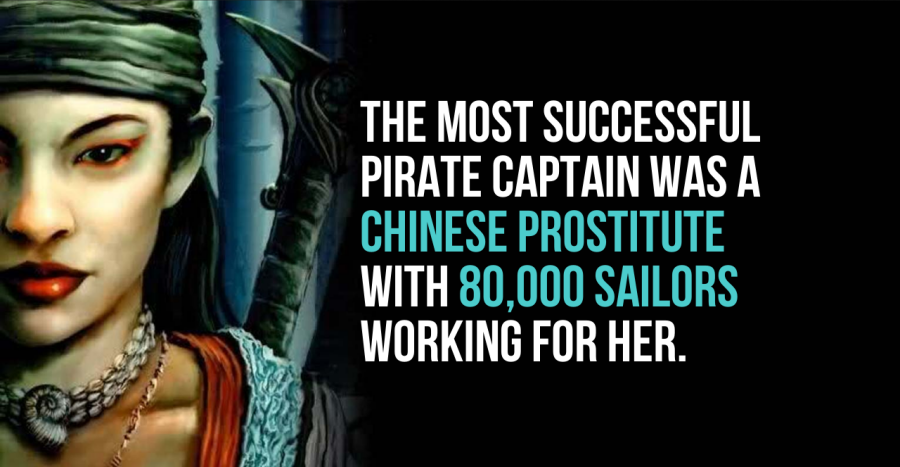 THE MOST SUCCESSFUL
PIRATE CAPTAIN WAS A
CHINESE PROSTITUTE
WITH 80,000 SAILORS
WORKING FOR HER.